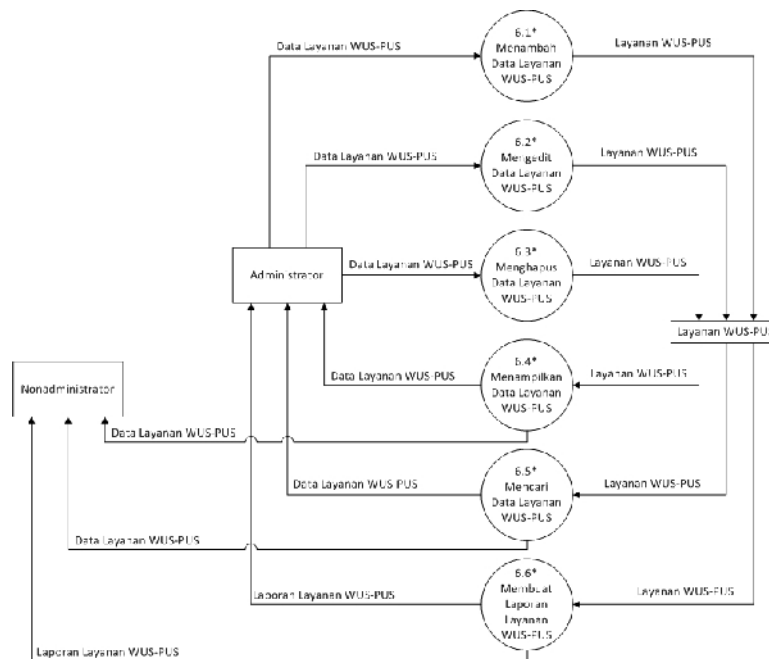 6.1*
Menambah
Data Layanan
WUS-PUS
Data Layanan WUS-PUS
Layanan WUS-PUS
6.2*
Mengedit
Data Layanan
WUS-PUS
Data Layanan WUS-PUS
Layanan WUS-PUS
Administrator
Data Layanan WUS-PUS
6.3*
Menghapus
Data Layanan
WUS-PUS
Layanan WUS-PUS
Layanan WUS-PUS
Nonadministrator
Data Layanan WUS-PUS
6.4*
Menampilkan
Data Layanan
WUS-PUS
Layanan WUS-PUS
Data Layanan WUS-PUS
Data Layanan WUS PUS
6.5*
Mencari
Data Layanan
WUS-PUS
Layanan WUS-PUS
Data Layanan WUS-PUS
Laporan Layanan WUS-PUS
6.6*
Membuat
Laporan
Layanan
WUS-PUS
Layanan WUS-PUS
Laporan Layanan WUS-PUS